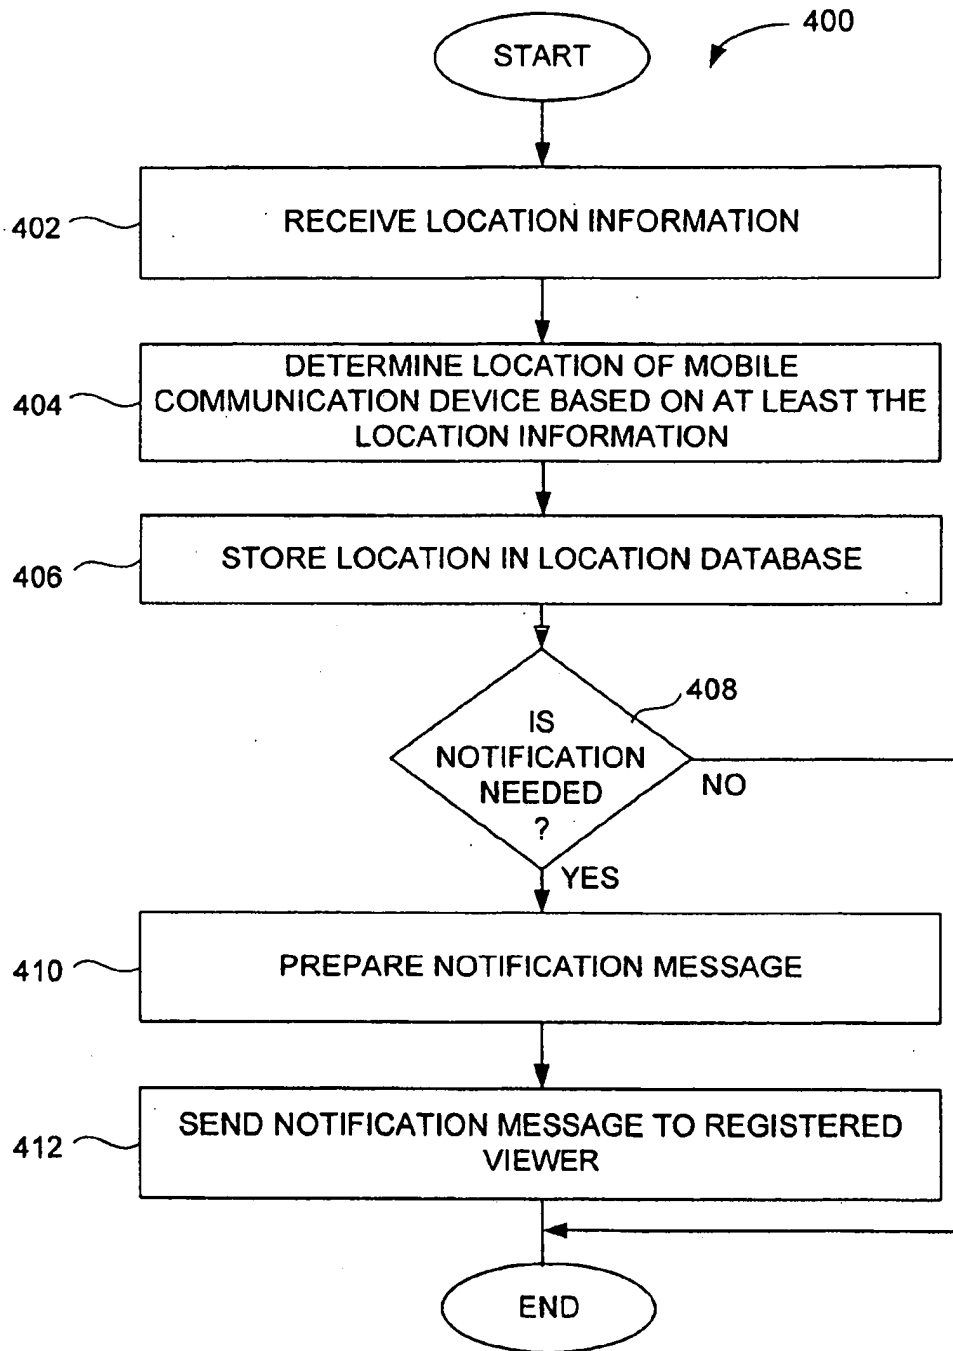 400
START
402
RECEIVE LOCATION INFORMATION
404
DETERMINE LOCATION OF MOBILE
COMMUNICATION DEVICE BASED ON AT LEAST THE
LOCATION INFORMATION
406
STORE LOCATION IN LOCATION DATABASE
408
IS
NOTIFICATION
NEEDED
?
NO
YES
410
PREPARE NOTIFICATION MESSAGE
412
SEND NOTIFICATION MESSAGE TO REGISTERED
VIEWER
END